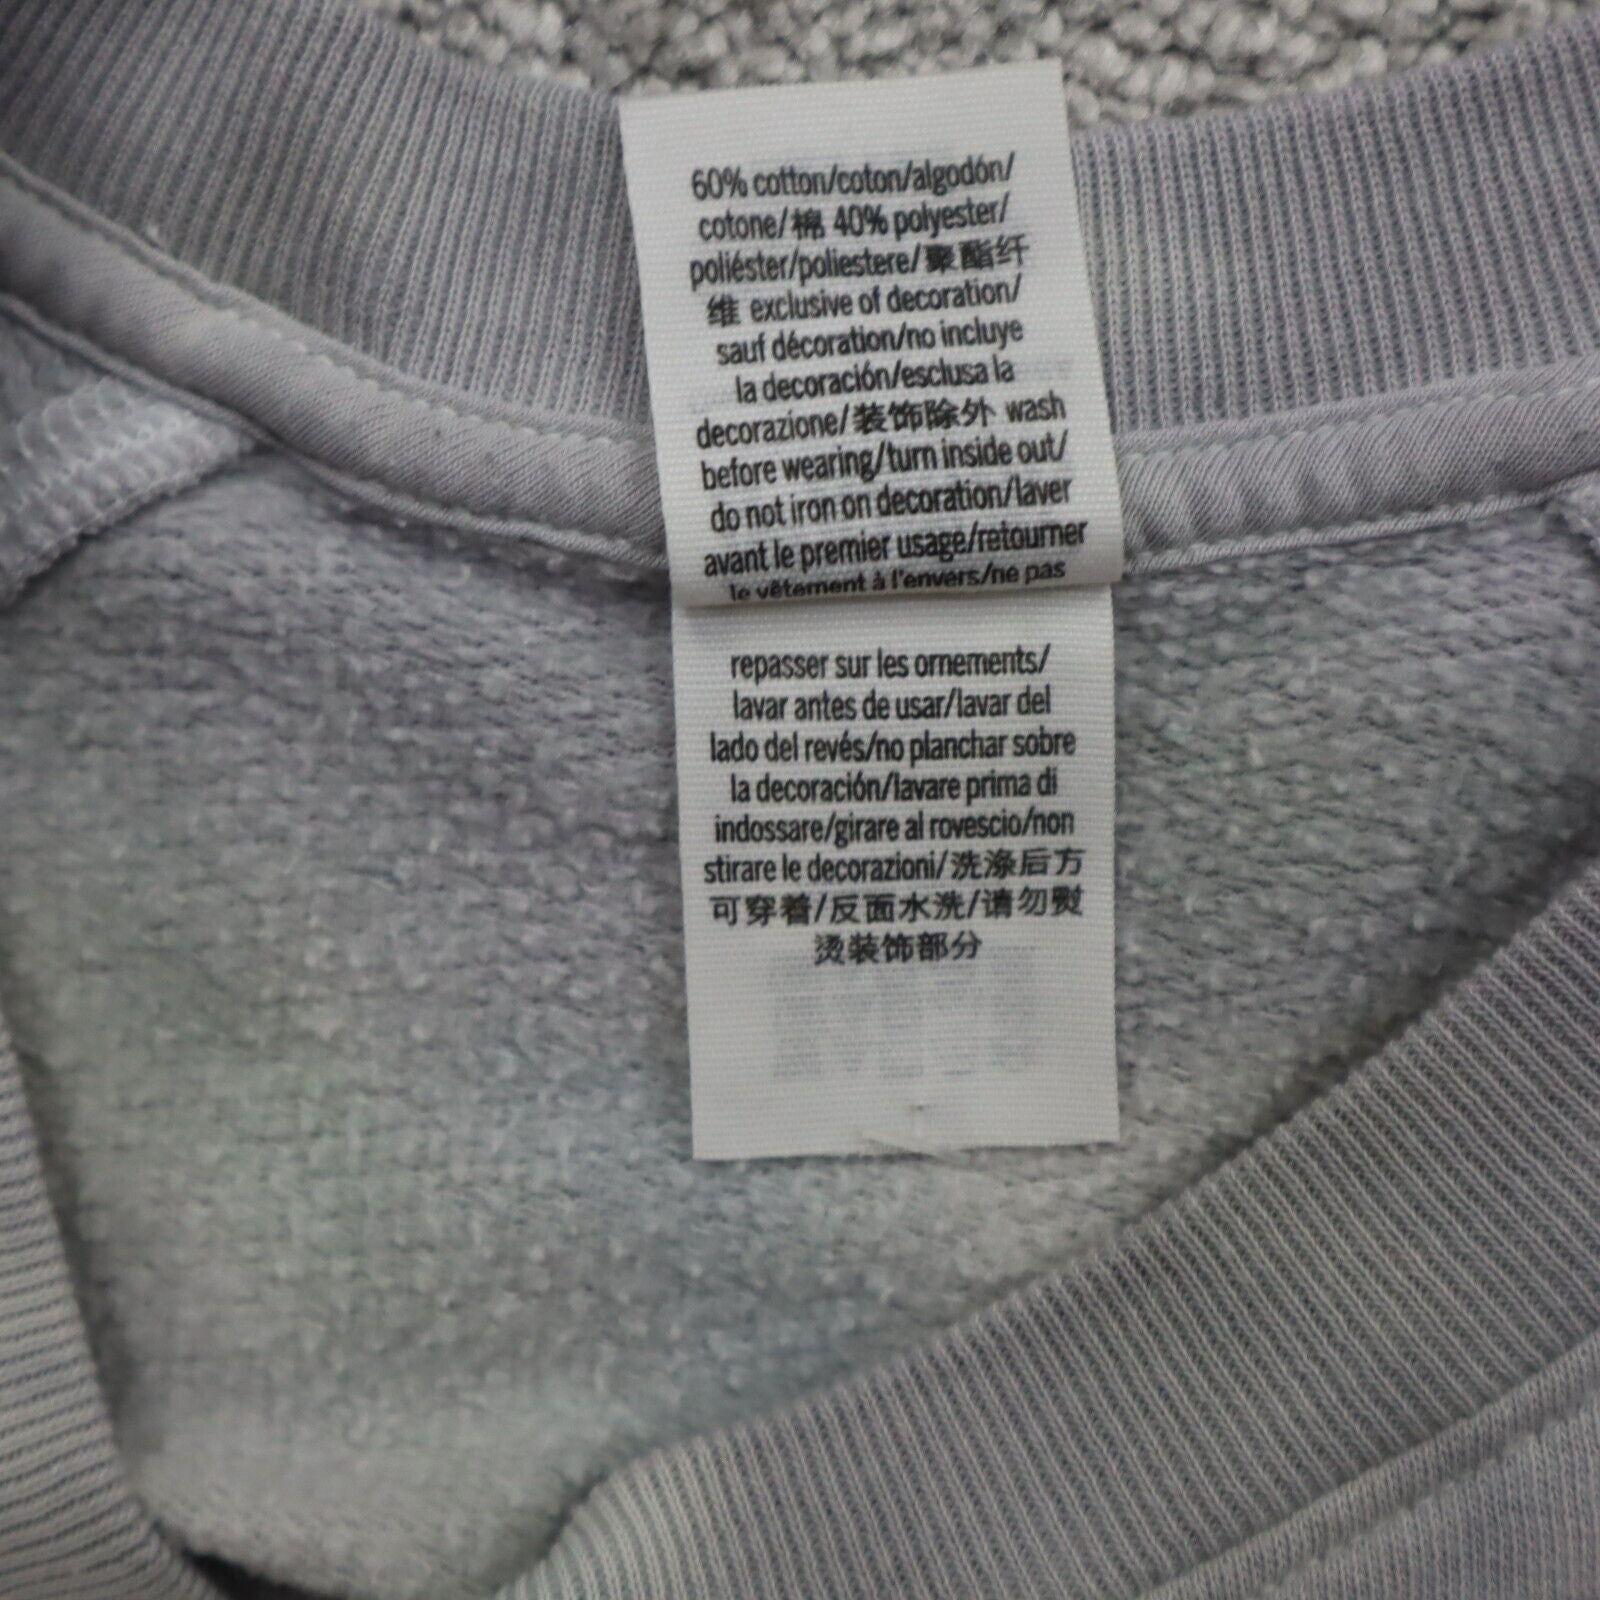 60% cotton/coton/algodón/
cotone/棉 40% polyester/
poliéster/poliestere/聚酯纤
维 exclusive of decoration/
sauf décoration/no incluye
la decoración/esclusa la
decorazione/装饰除外 wash
before wearing/turn inside out/
do not iron on decoration/laver
avant le premier usage/retourner
le vêtement à l'envers/ne pas
repasser sur les ornements/
lavar antes de usar/lavar del
lado del revés/no planchar sobre
la decoración/lavare prima di
indossare/girare al rovescio/non
stirare le decorazioni/洗涤后方
可穿着/反面水洗/请勿熨
烫装饰部分